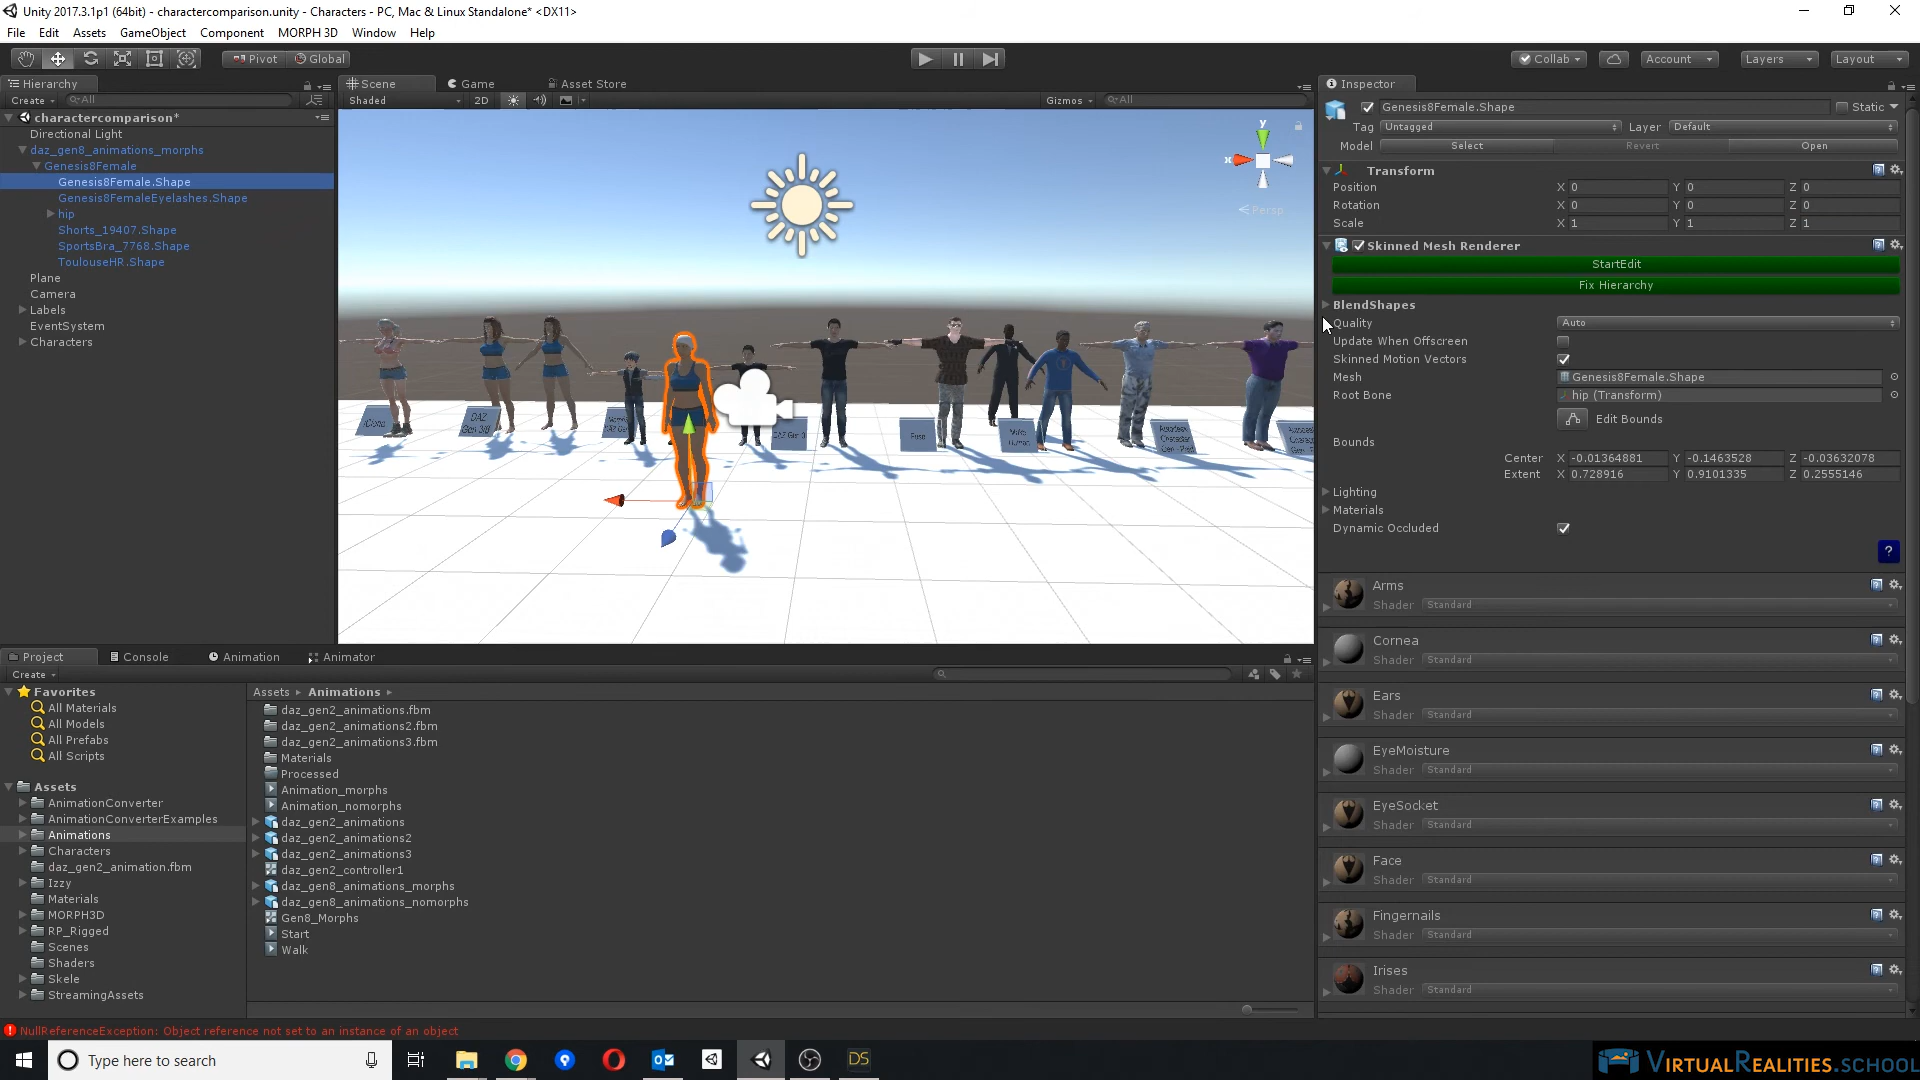 Unity 2017.3.1p1 (64bit) - charactercomparison.unity - Characters - PC, Mac & Linux Standalone* <DX11>
File Edit Assets GameObject Component MORPH 3D Window Help
Pivot Global Collab Account Layers Layout
Hierarchy
Create All
charactercomparison*
Directional Light
daz_gen8_animations_morphs
Genesis8Female
Genesis8Female.Shape
Genesis8FemaleEyelashes.Shape
hip
Shorts_19407.Shape
SportsBra_7768.Shape
ToulouseHR.Shape
Plane
Camera
Labels
EventSystem
Characters
Scene Game Asset Store
Shaded 2D Gizmos All
y
x
Persp
DAZ
Fuse
Inspector
Genesis8Female.Shape Static
Tag Untagged Layer Default
Model Select Revert Open
Transform
Position X 0 Y 0 Z 0
Rotation X 0 Y 0 Z 0
Scale X 1 Y 1 Z 1
Skinned Mesh Renderer
StartEdit
Fix Hierarchy
BlendShapes
Quality Auto
Update When Offscreen
Skinned Motion Vectors
Mesh Genesis8Female.Shape
Root Bone hip (Transform)
Edit Bounds
Bounds
Center X -0.01364881 Y -0.1463528 Z -0.03632078
Extent X 0.728916 Y 0.9101335 Z 0.2555146
Lighting
Materials
Dynamic Occluded
?
Arms
Shader Standard
Cornea
Shader Standard
Ears
Shader Standard
EyeMoisture
Shader Standard
EyeSocket
Shader Standard
Face
Shader Standard
Fingernails
Shader Standard
Irises
Shader Standard
Project Console Animation Animator
Create
Favorites
All Materials
All Models
All Prefabs
All Scripts
Assets
AnimationConverter
AnimationConverterExamples
Animations
Characters
daz_gen2_animation.fbm
Izzy
Materials
MORPH3D
RP_Rigged
Scenes
Shaders
Skele
StreamingAssets
Assets Animations
daz_gen2_animations.fbm
daz_gen2_animations2.fbm
daz_gen2_animations3.fbm
Materials
Processed
Animation_morphs
Animation_nomorphs
daz_gen2_animations
daz_gen2_animations2
daz_gen2_animations3
daz_gen2_controller1
daz_gen8_animations_morphs
daz_gen8_animations_nomorphs
Gen8_Morphs
Start
Walk
NullReferenceException: Object reference not set to an instance of an object
Type here to search
DS
VIRTUALREALITIES.SCHOOL